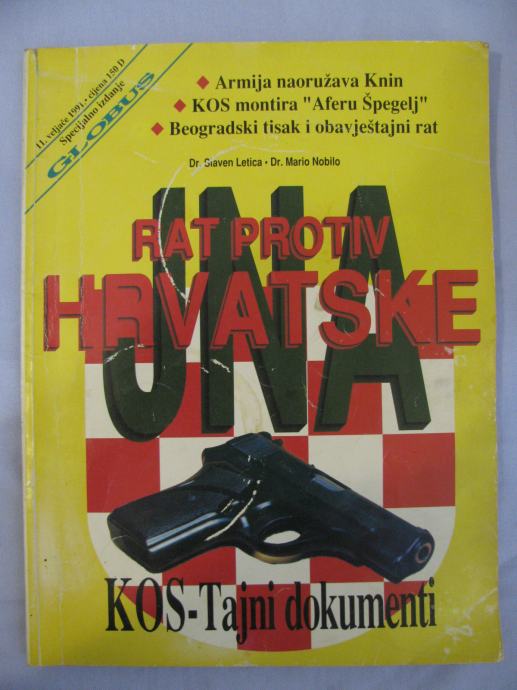 11. veljače 1991. • cijena 150 D
Specijalno izdanje
GLOBUS
◆ Armija naoružava Knin
◆ KOS montira "Aferu Špegelj"
◆ Beogradski tisak i obavještajni rat
Dr. Slaven Letica • Dr. Mario Nobilo
RAT PROTIV
HRVATSKE
JNA
KOS-Tajni dokumenti